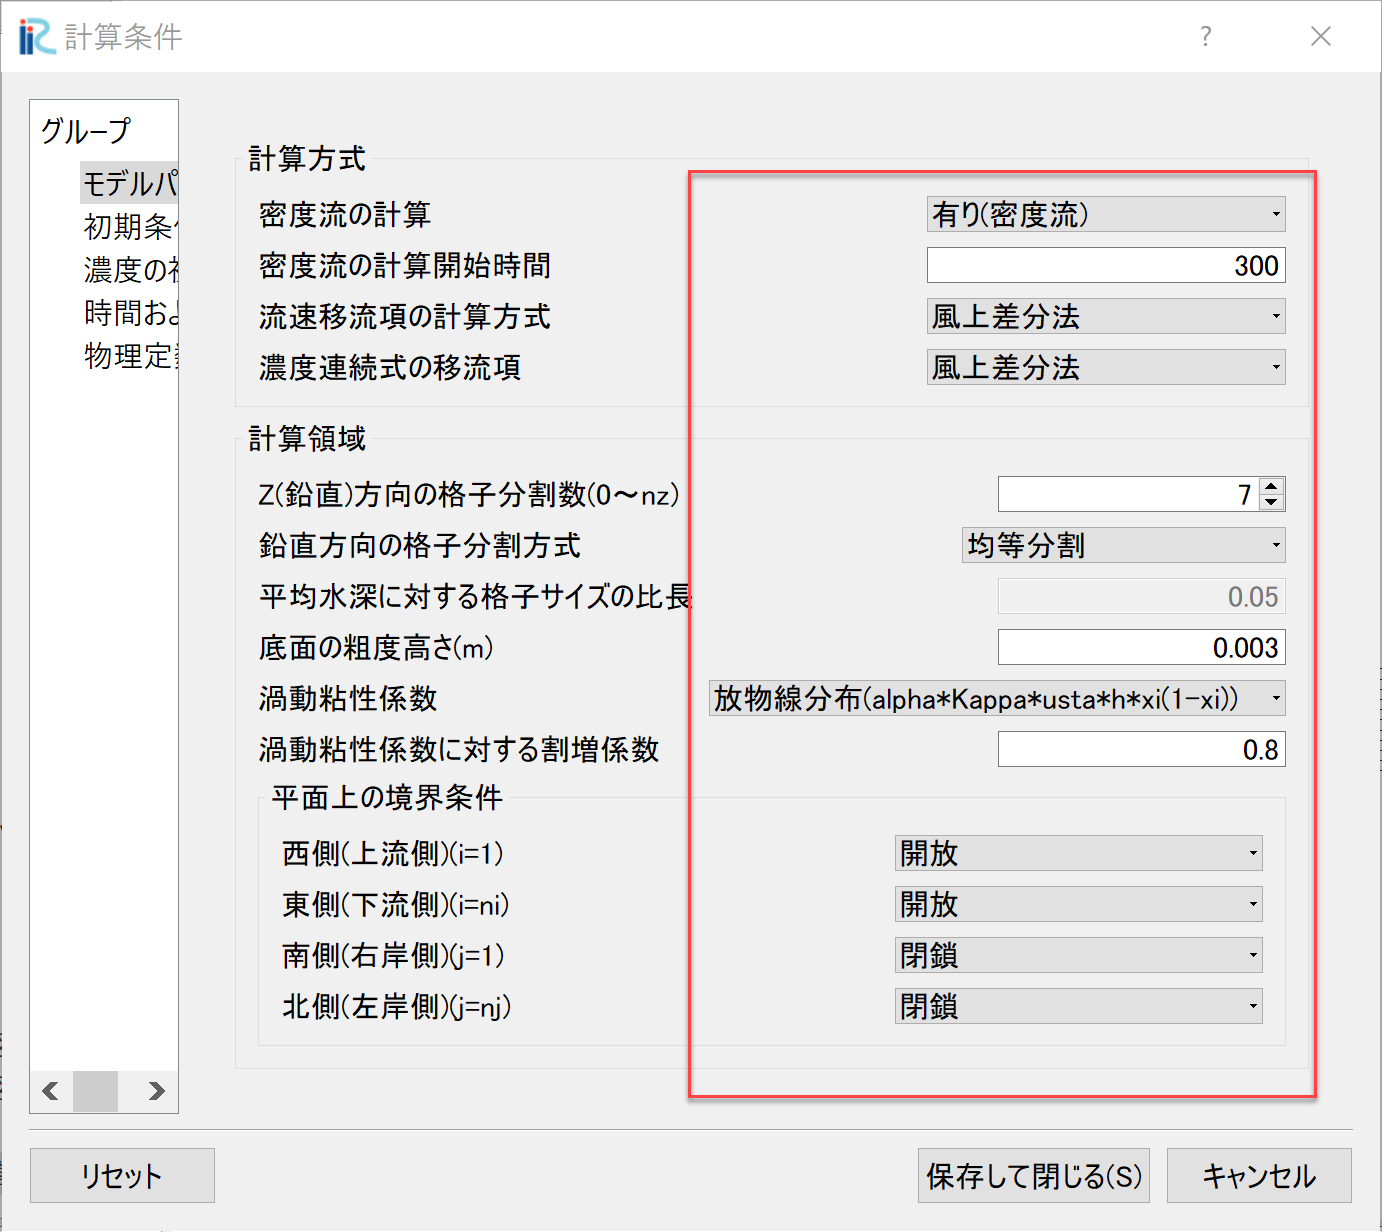 iRIC 計算条件
グループ
モデルパ
初期条件
濃度の
時間およ
物理定
計算方式
密度流の計算 有り(密度流)
密度流の計算開始時間 300
流速移流項の計算方式 風上差分法
濃度連続式の移流項 風上差分法
計算領域
Z(鉛直)方向の格子分割数(0～nz) 7
鉛直方向の格子分割方式 均等分割
平均水深に対する格子サイズの比長 0.05
底面の粗度高さ(m) 0.003
渦動粘性係数 放物線分布(alpha*Kappa*usta*h*xi(1-xi))
渦動粘性係数に対する割増係数 0.8
平面上の境界条件
西側(上流側)(i=1) 開放
東側(下流側)(i=ni) 開放
南側(右岸側)(j=1) 閉鎖
北側(左岸側)(j=nj) 閉鎖
リセット 保存して閉じる(S) キャンセル